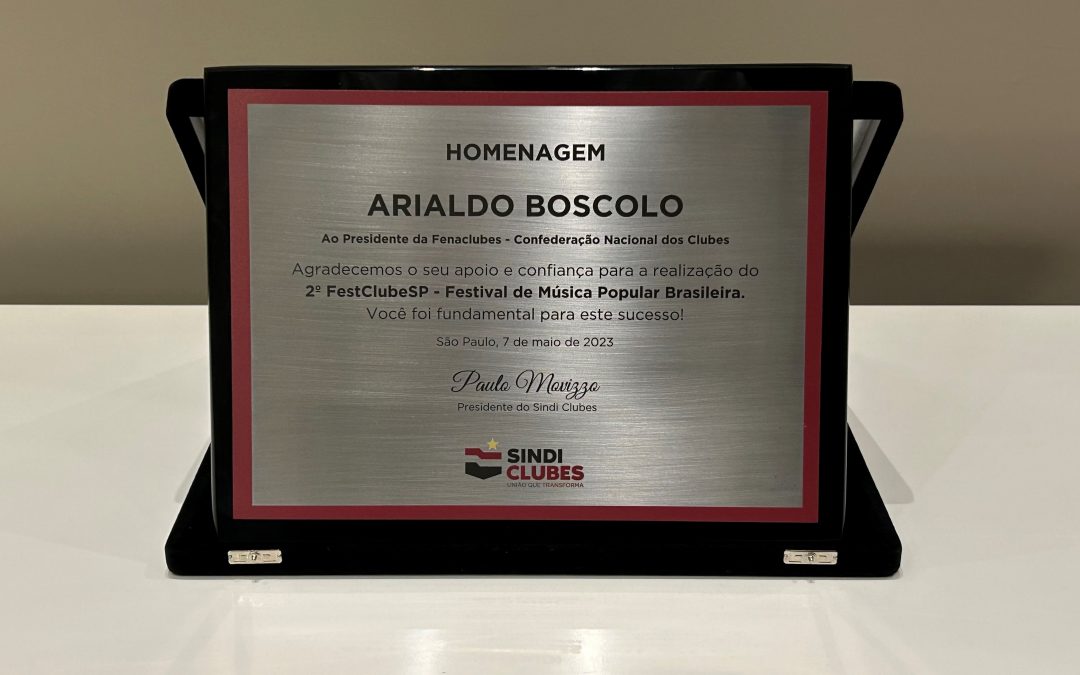 HOMENAGEM
ARIALDO BOSCOLO
Ao Presidente da Fenaclubes - Confederação Nacional dos Clubes
Agradecemos o seu apoio e confiança para a realização do
2º FestClubeSP - Festival de Música Popular Brasileira.
Você foi fundamental para este sucesso!
São Paulo, 7 de maio de 2023
Paulo Movizzo
Presidente do Sindi Clubes
SINDI
CLUBES
UNIÃO QUE TRANSFORMA